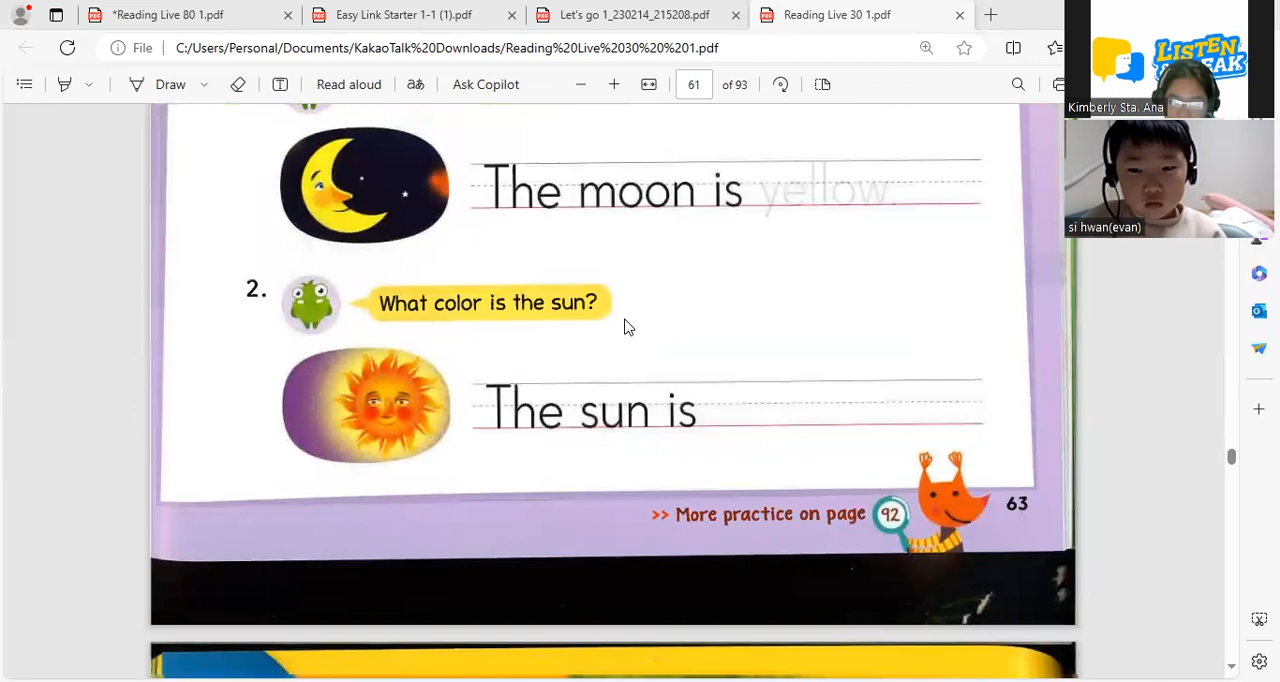 *Reading Live 80 1.pdf
Easy Link Starter 1-1 (1).pdf
Let's go 1_230214_215208.pdf
Reading Live 30 1.pdf
File
C:/Users/Personal/Documents/KakaoTalk%20Downloads/Reading%20Live%2030%20%201.pdf
Draw
Read aloud
aあ
Ask Copilot
61
of 93
LISTEN
Kimberly Sta. Ana
si hwan(evan)
The moon is yellow.
2.
What color is the sun?
The sun is
>> More practice on page 92
63